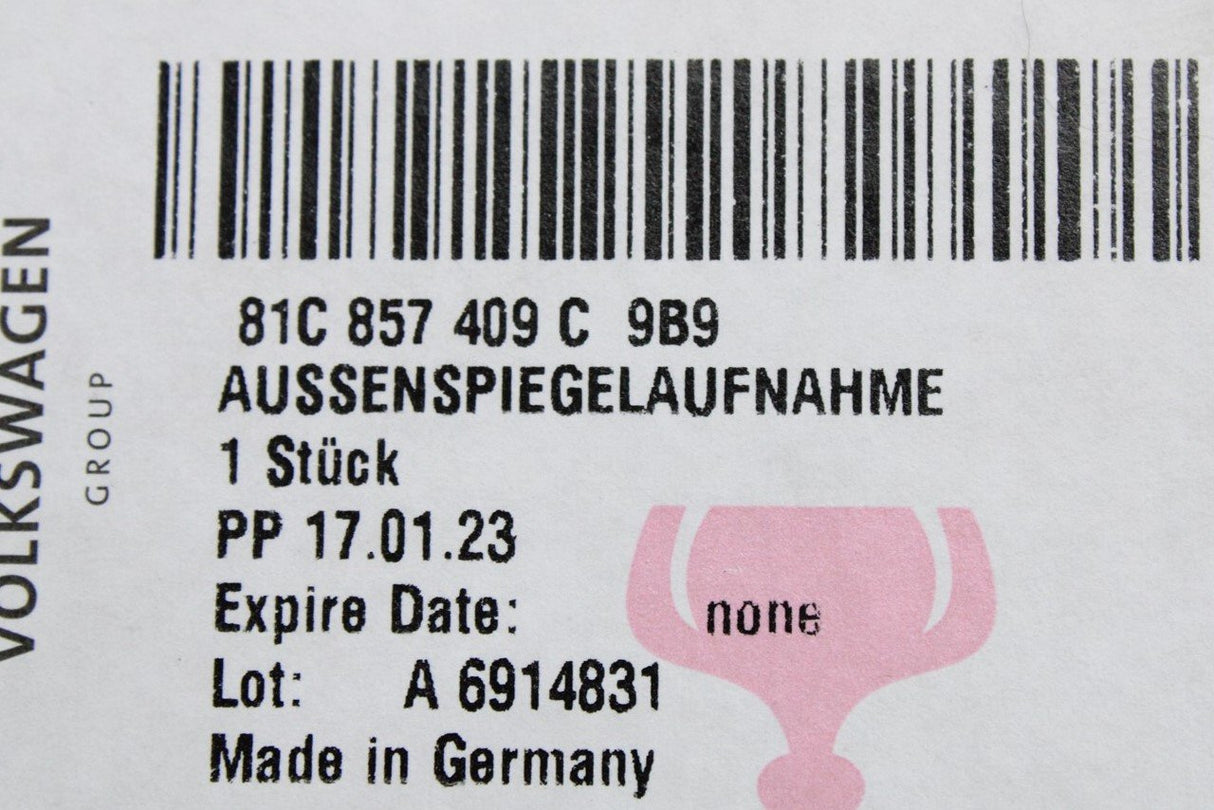 VOLKSWAGEN
GROUP
81C 857 409 C 9B9
AUSSENSPIEGELAUFNAHME
1 Stück
PP 17.01.23
Expire Date: none
Lot: A 6914831
Made in Germany